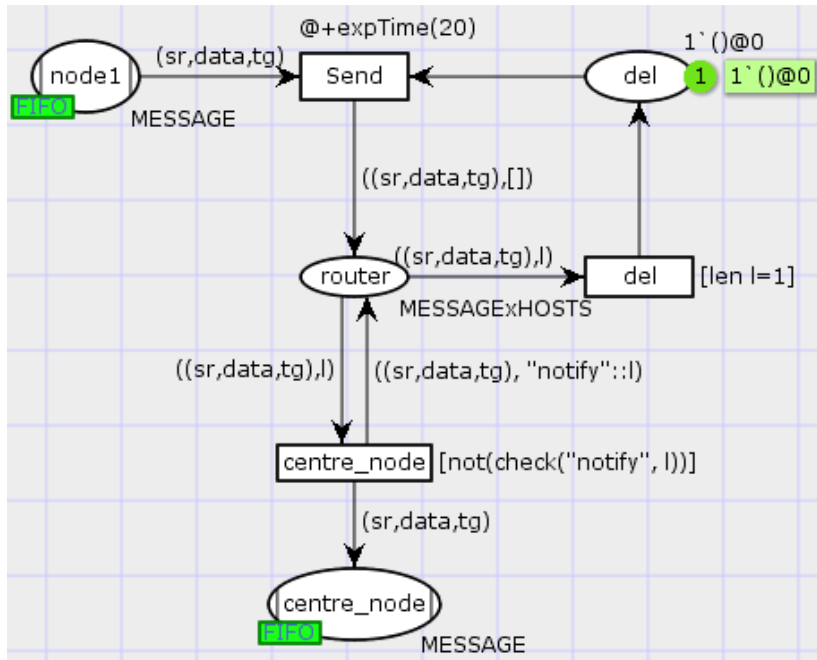 @+expTime(20)
1`()@0
(sr,data,tg)
node1
Send
del
1
1`()@0
FIFO
MESSAGE
((sr,data,tg),[])
((sr,data,tg),l)
router
del
[len l=1]
MESSAGExHOSTS
((sr,data,tg),l)
((sr,data,tg), "notify"::l)
centre_node
[not(check("notify", l))]
(sr,data,tg)
centre_node
FIFO
MESSAGE